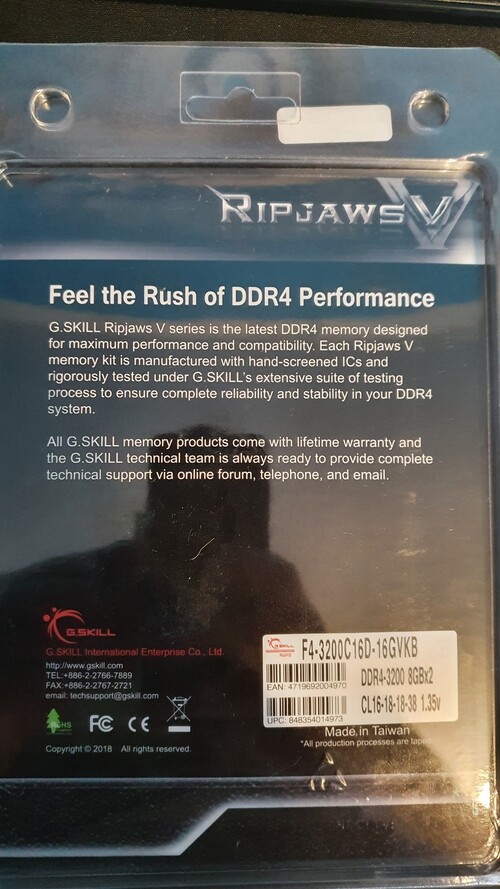 RIPJAWS V
Feel the Rush of DDR4 Performance
G.SKILL Ripjaws V series is the latest DDR4 memory designed
for maximum performance and compatibility. Each Ripjaws V
memory kit is manufactured with hand-screened ICs and
rigorously tested under G.SKILL's extensive suite of testing
process to ensure complete reliability and stability in your DDR4
system.
All G.SKILL memory products come with lifetime warranty and
the G.SKILL technical team is always ready to provide complete
technical support via online forum, telephone, and email.
G.SKILL
G.SKILL International Enterprise Co., Ltd.
http://www.gskill.com
TEL:+886-2-2766-7889
FAX:+886-2-2767-2721
email: techsupport@gskill.com
RoHS FC CE
Copyright © 2018 All rights reserved.
G.SKILL
RoHS
F4-3200C16D-16GVKB
DDR4-3200 8GBx2
EAN: 4719692004970
CL16-18-18-38 1.35v
UPC: 848354014973
Made in Taiwan
*All production processes are